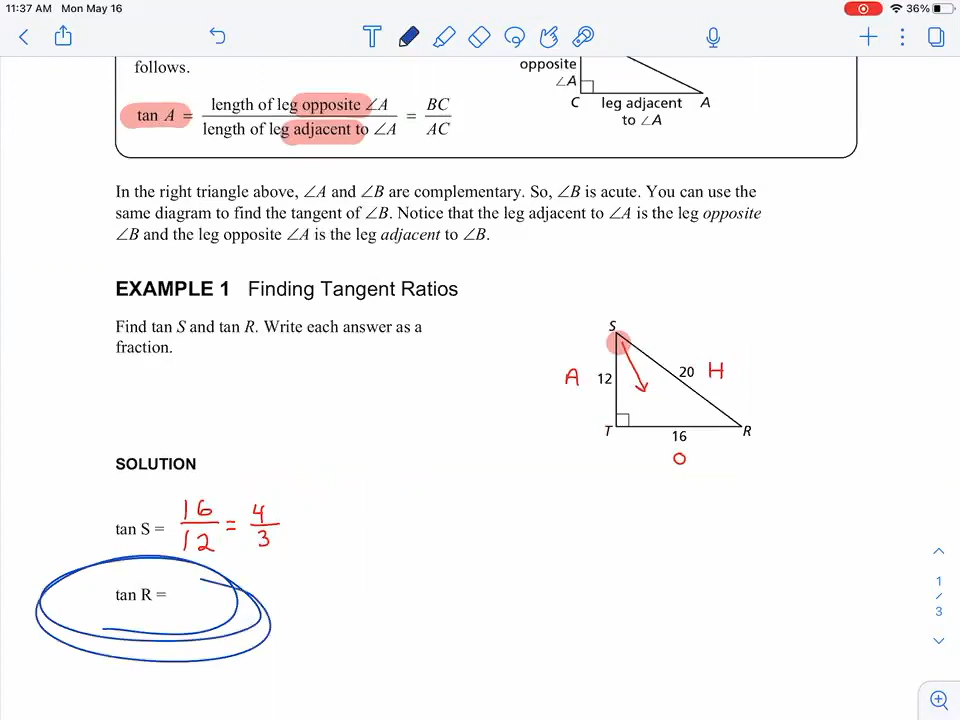 11:37 AM Mon May 16
36%
follows.
tan A = length of leg opposite ∠A / length of leg adjacent to ∠A = BC / AC
opposite
∠A
C leg adjacent A
to ∠A
In the right triangle above, ∠A and ∠B are complementary. So, ∠B is acute. You can use the
same diagram to find the tangent of ∠B. Notice that the leg adjacent to ∠A is the leg opposite
∠B and the leg opposite ∠A is the leg adjacent to ∠B.
EXAMPLE 1 Finding Tangent Ratios
Find tan S and tan R. Write each answer as a
fraction.
S
A 12 20 H
T R
16
O
SOLUTION
tan S = 16/12 = 4/3
tan R =
1
/
3